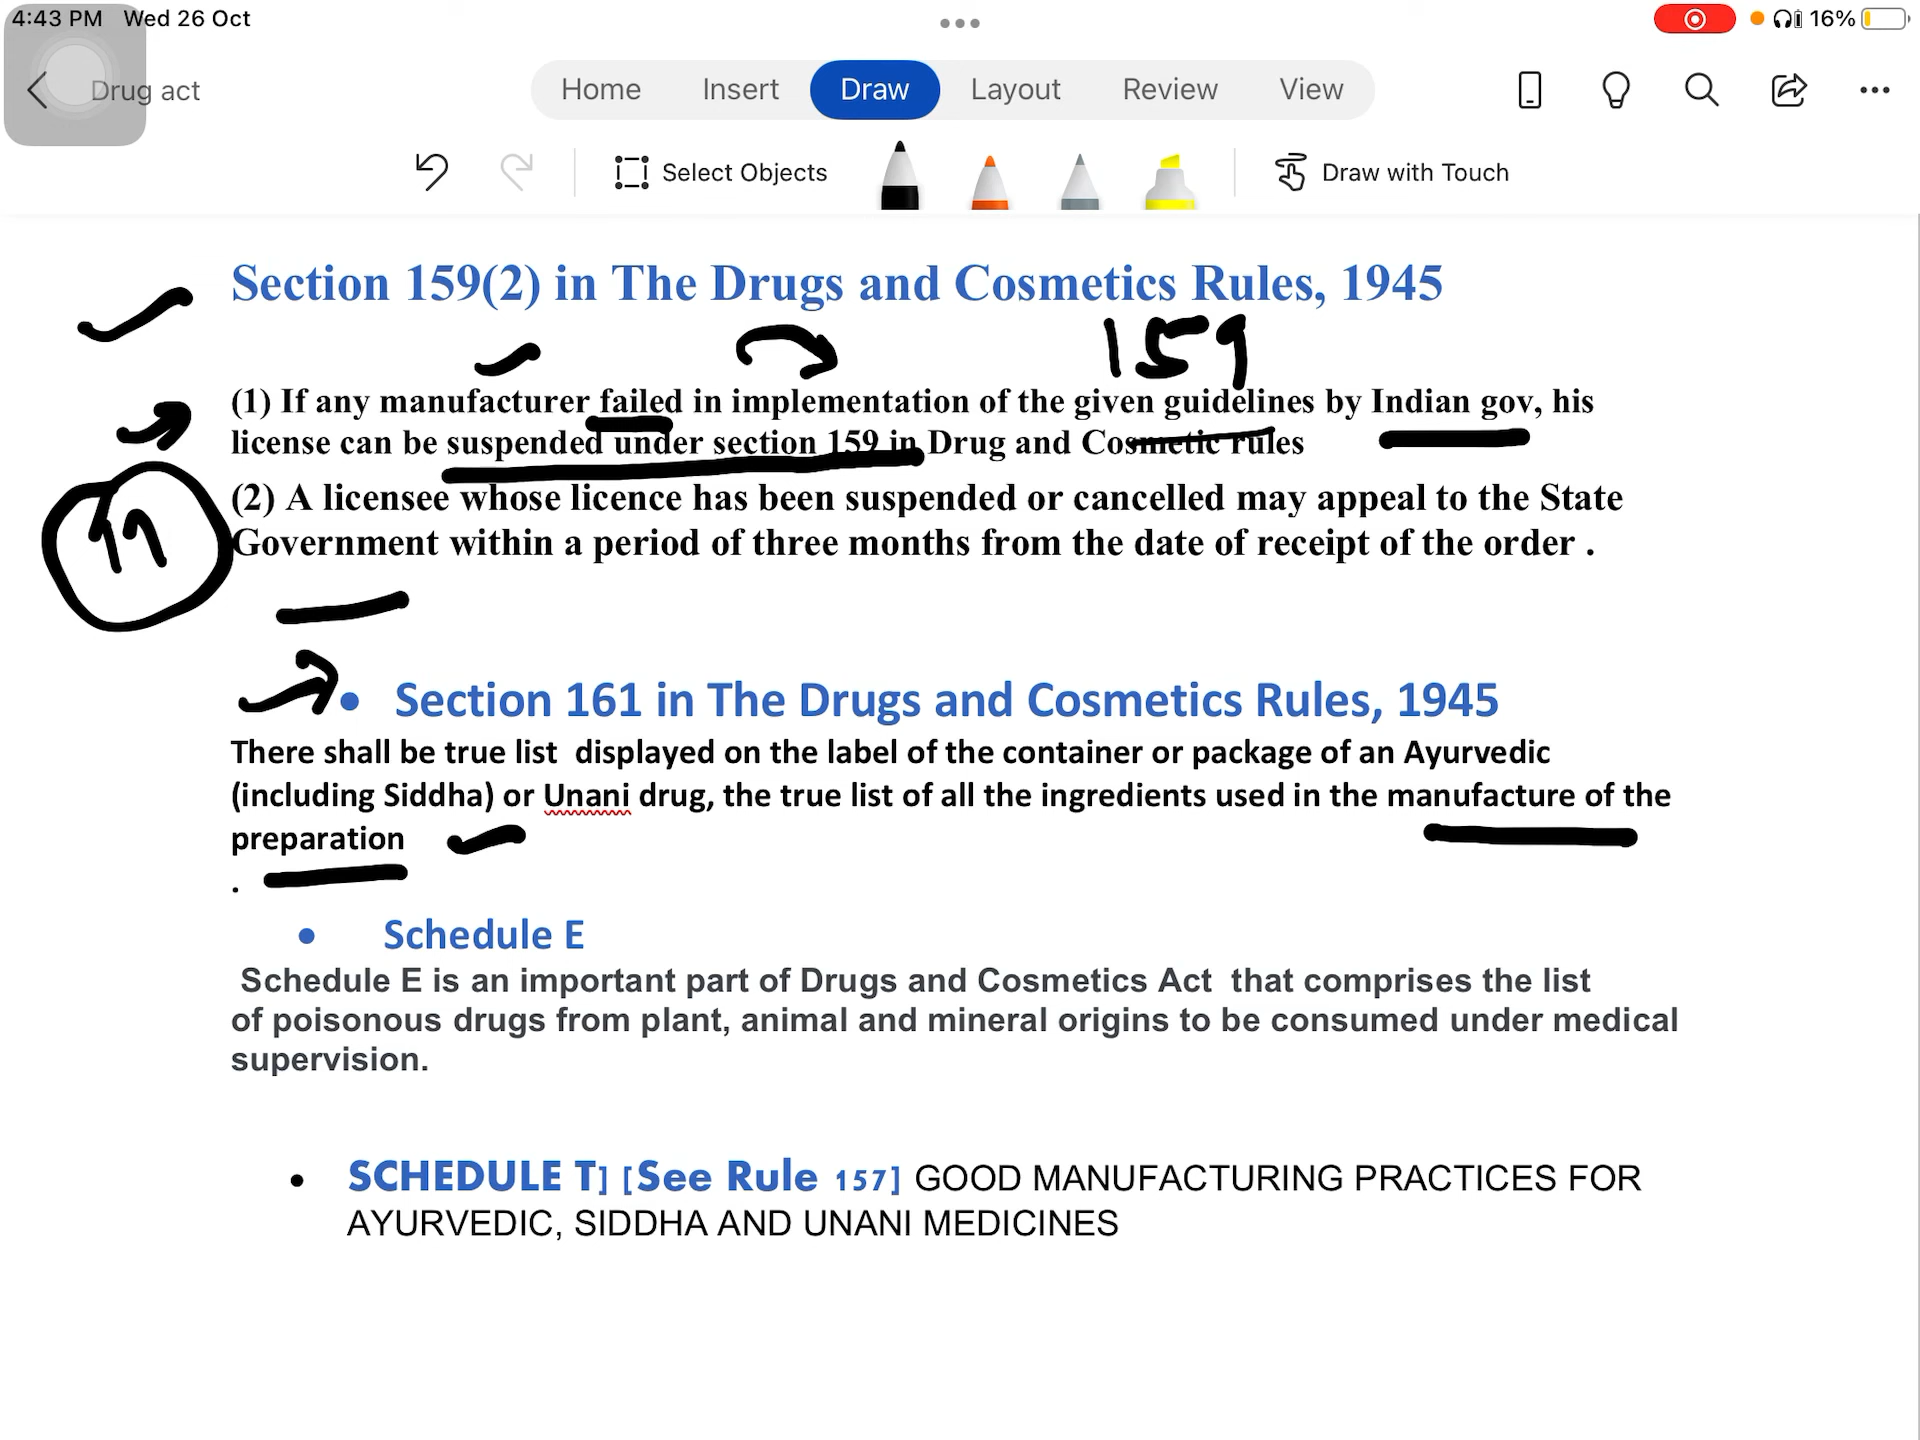 4:43 PM Wed 26 Oct
16%
Drug act
Home Insert Draw Layout Review View
Select Objects
Draw with Touch
Section 159(2) in The Drugs and Cosmetics Rules, 1945
159
(1) If any manufacturer failed in implementation of the given guidelines by Indian gov, his
license can be suspended under section 159 in Drug and Cosmetic rules
(2) A licensee whose licence has been suspended or cancelled may appeal to the State
Government within a period of three months from the date of receipt of the order .
• Section 161 in The Drugs and Cosmetics Rules, 1945
There shall be true list displayed on the label of the container or package of an Ayurvedic
(including Siddha) or Unani drug, the true list of all the ingredients used in the manufacture of the
preparation
.
• Schedule E
Schedule E is an important part of Drugs and Cosmetics Act that comprises the list
of poisonous drugs from plant, animal and mineral origins to be consumed under medical
supervision.
• SCHEDULE T] [See Rule 157] GOOD MANUFACTURING PRACTICES FOR
AYURVEDIC, SIDDHA AND UNANI MEDICINES